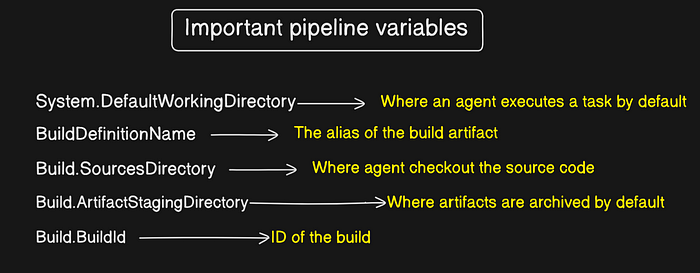 Important pipeline variables
System.DefaultWorkingDirectory Where an agent executes a task by default
BuildDefinitionName The alias of the build artifact
Build.SourcesDirectory Where agent checkout the source code
Build.ArtifactStagingDirectory Where artifacts are archived by default
Build.BuildId ID of the build